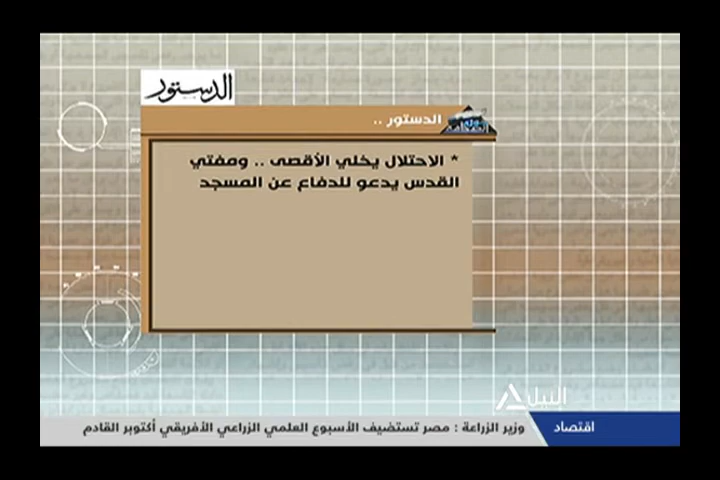 الدستور
الدستور ..
* الاحتلال يخلي الأقصى .. ومفتي
القدس يدعو للدفاع عن المسجد
النيل
اقتصاد
وزير الزراعة : مصر تستضيف الأسبوع العلمي الزراعي الأفريقي أكتوبر القادم